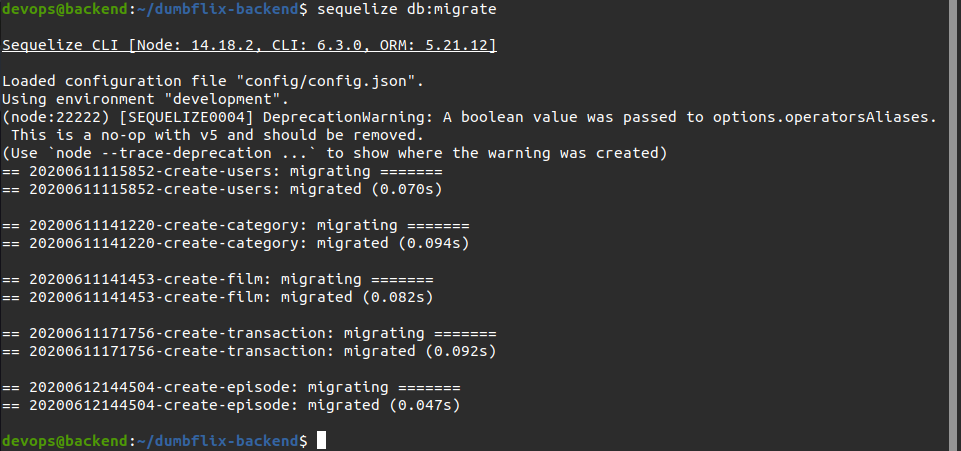 devops@backend:~/dumbflix-backend$ sequelize db:migrate
Sequelize CLI [Node: 14.18.2, CLI: 6.3.0, ORM: 5.21.12]
Loaded configuration file "config/config.json".
Using environment "development".
(node:22222) [SEQUELIZE0004] DeprecationWarning: A boolean value was passed to options.operatorsAliases.
 This is a no-op with v5 and should be removed.
(Use `node --trace-deprecation ...` to show where the warning was created)
== 20200611115852-create-users: migrating =======
== 20200611115852-create-users: migrated (0.070s)
== 20200611141220-create-category: migrating =======
== 20200611141220-create-category: migrated (0.094s)
== 20200611141453-create-film: migrating =======
== 20200611141453-create-film: migrated (0.082s)
== 20200611171756-create-transaction: migrating =======
== 20200611171756-create-transaction: migrated (0.092s)
== 20200612144504-create-episode: migrating =======
== 20200612144504-create-episode: migrated (0.047s)
devops@backend:~/dumbflix-backend$